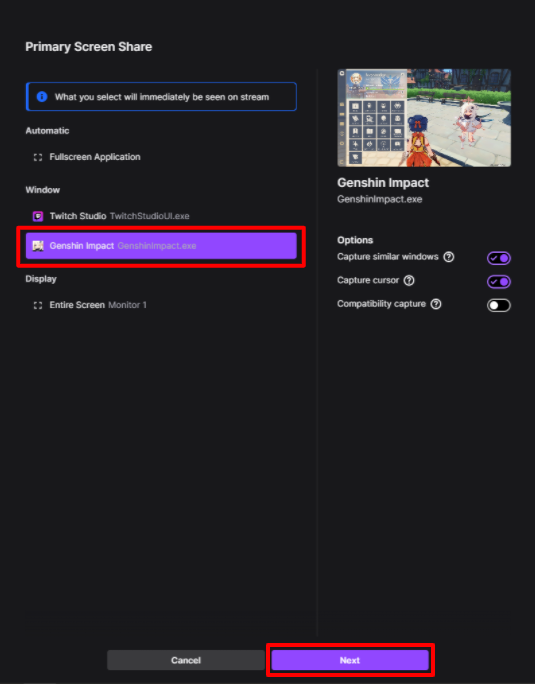 Primary Screen Share
What you select will immediately be seen on stream
Automatic
Fullscreen Application
Window
Twitch Studio TwitchStudioUI.exe
Genshin Impact GenshinImpact.exe
Display
Entire Screen Monitor 1
Genshin Impact
GenshinImpact.exe
Options
Capture similar windows
Capture cursor
Compatibility capture
Cancel
Next